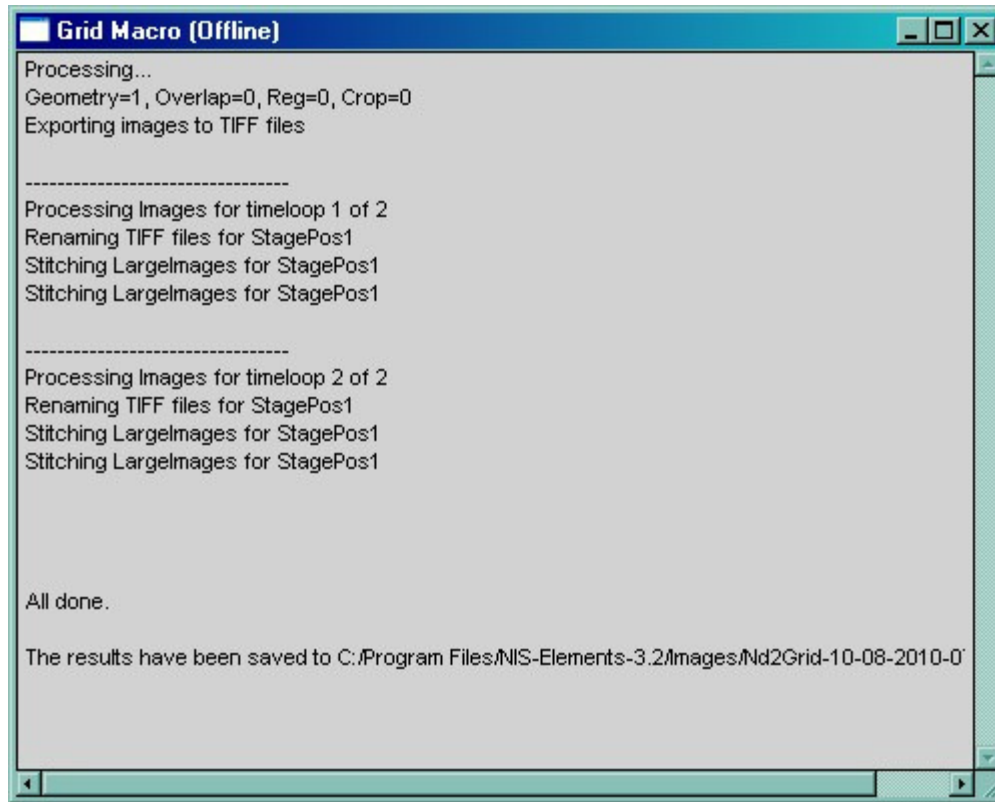 Grid Macro (Offline)
Processing...
Geometry=1, Overlap=0, Reg=0, Crop=0
Exporting images to TIFF files
---------------------------------
Processing Images for timeloop 1 of 2
Renaming TIFF files for StagePos1
Stitching LargeImages for StagePos1
Stitching LargeImages for StagePos1
---------------------------------
Processing Images for timeloop 2 of 2
Renaming TIFF files for StagePos1
Stitching LargeImages for StagePos1
Stitching LargeImages for StagePos1
All done.
The results have been saved to C:/Program Files/NIS-Elements-3.2/Images/Nd2Grid-10-08-2010-0